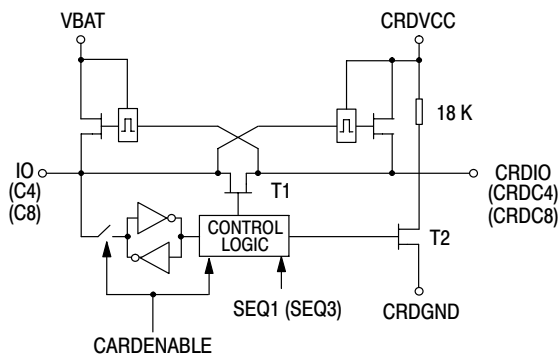 VBAT
CRDVCC
18 K
IO
(C4)
(C8)
T1
CRDIO
(CRDC4)
(CRDC8)
CONTROL
LOGIC
T2
SEQ1 (SEQ3)
CRDGND
CARDENABLE